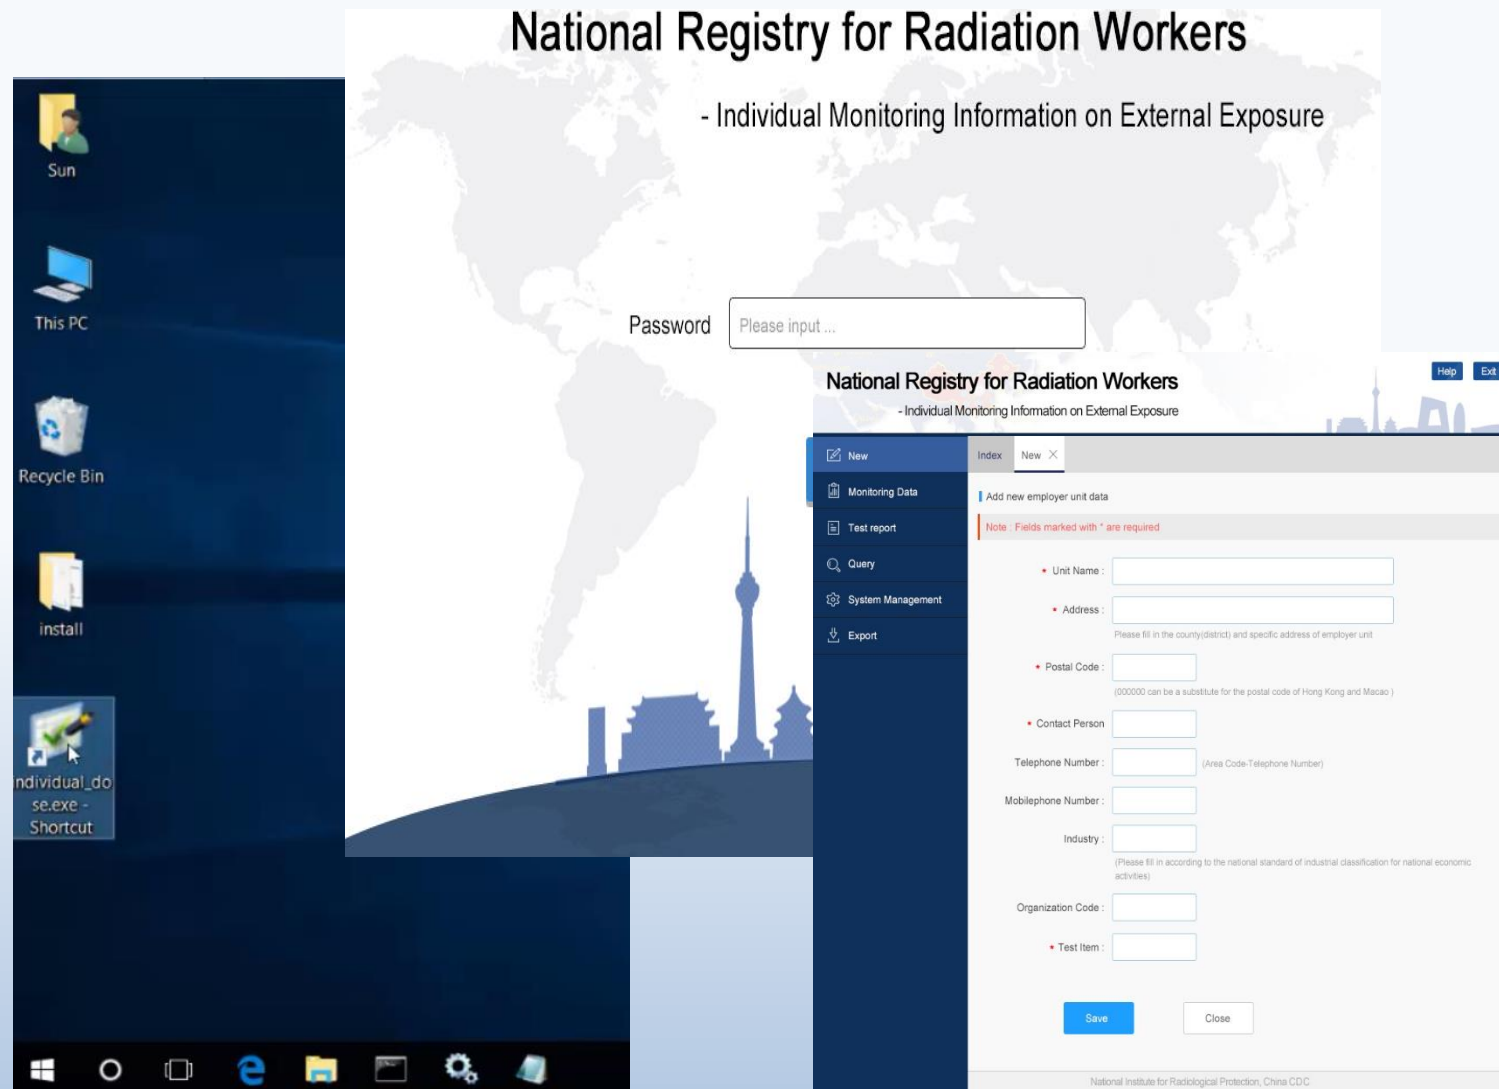 National Registry for Radiation Workers
- Individual Monitoring Information on External Exposure
Sun
This PC
Recycle Bin
install
individual_do
se.exe -
Shortcut
Password
Please input ...
National Registry for Radiation Workers
- Individual Monitoring Information on External Exposure
Help
Exit
New
Monitoring Data
Test report
Query
System Management
Export
Index
New
Add new employer unit data
Note : Fields marked with * are required
* Unit Name :
* Address :
Please fill in the county(district) and specific address of employer unit
* Postal Code :
(000000 can be a substitute for the postal code of Hong Kong and Macao )
* Contact Person
Telephone Number :
(Area Code-Telephone Number)
Mobilephone Number :
Industry :
(Please fill in according to the national standard of industrial classification for national economic
activities)
Organization Code :
* Test Item :
Save
Close
National Institute for Radiological Protection, China CDC